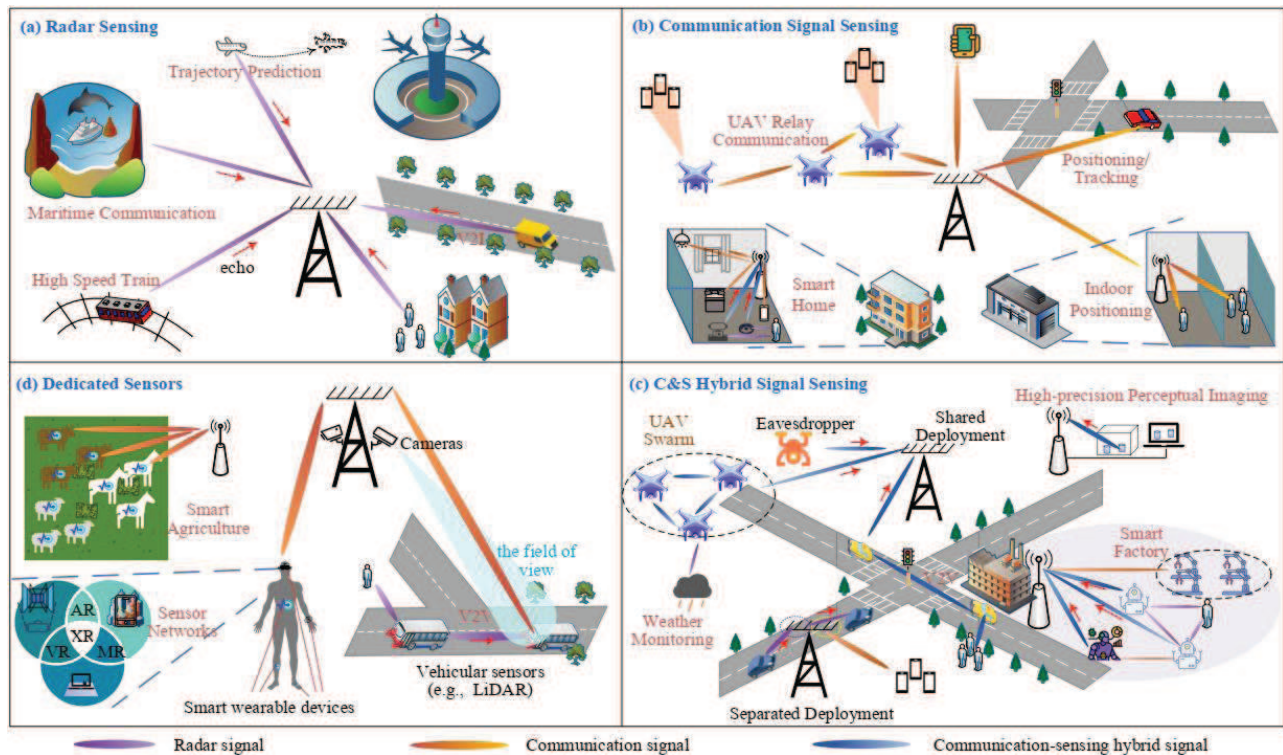 (a) Radar Sensing
Trajectory Prediction
Maritime Communication
V2I
High Speed Train
echo
(b) Communication Signal Sensing
UAV Relay
Communication
Positioning/
Tracking
Smart
Home
Indoor
Positioning
(d) Dedicated Sensors
Cameras
Smart
Agriculture
the field of
view
Sensor
Networks
AR
XR
VR
MR
V2V
Vehicular sensors
(e.g., LiDAR)
Smart wearable devices
(c) C&S Hybrid Signal Sensing
High-precision Perceptual Imaging
UAV
Swarm
Eavesdropper
Shared
Deployment
Smart
Factory
V2V
Weather
Monitoring
Separated Deployment
Radar signal
Communication signal
Communication-sensing hybrid signal